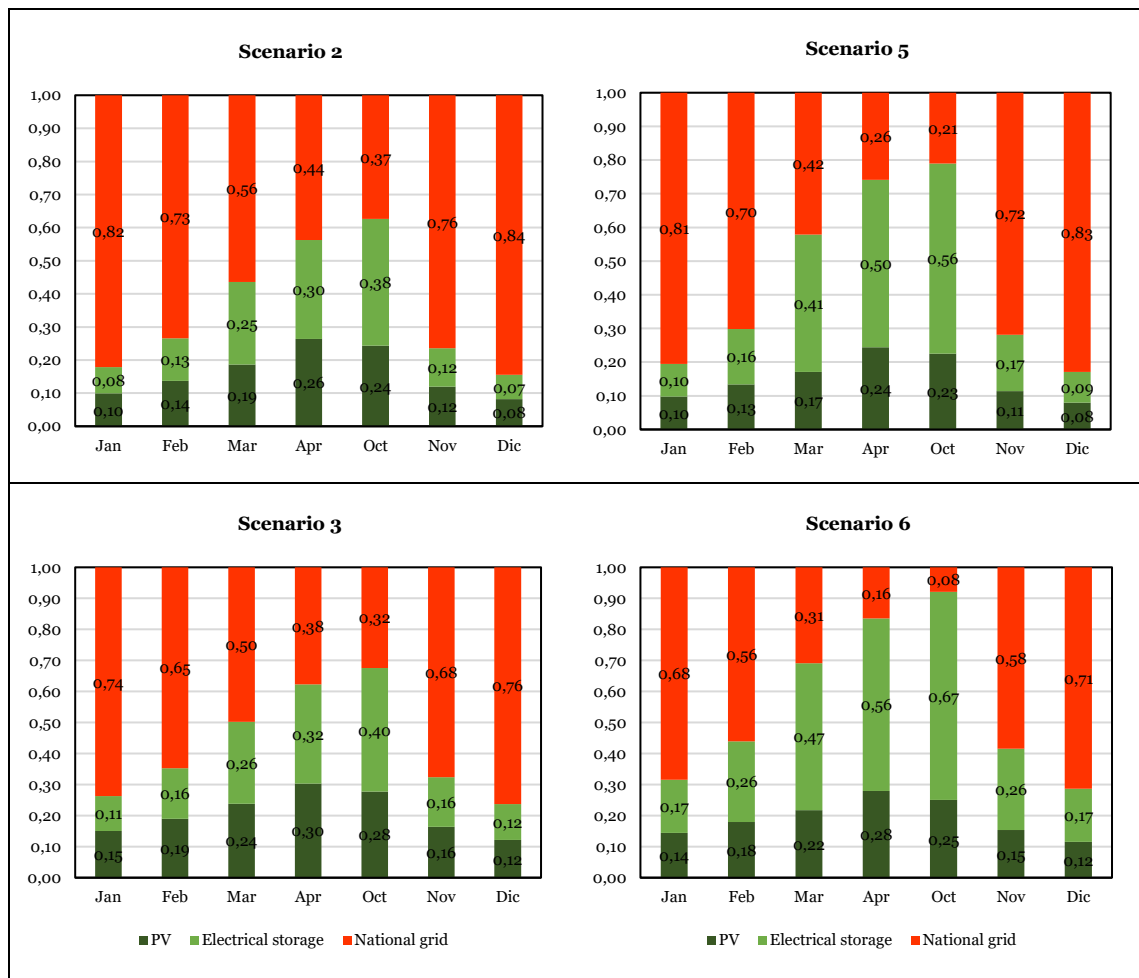 Scenario 2
1,00
0,90
0,80
0,70
0,60
0,50
0,40
0,30
0,20
0,10
0,00
0,82 0,73 0,56 0,44 0,37 0,76 0,84
0,08 0,13 0,25 0,30 0,38 0,12 0,07
0,10 0,14 0,19 0,26 0,24 0,12 0,08
Jan Feb Mar Apr Oct Nov Dic
Scenario 5
1,00
0,90
0,80
0,70
0,60
0,50
0,40
0,30
0,20
0,10
0,00
0,81 0,70 0,42 0,26 0,21 0,72 0,83
0,10 0,16 0,41 0,50 0,56 0,17 0,09
0,10 0,13 0,17 0,24 0,23 0,11 0,08
Jan Feb Mar Apr Oct Nov Dic
Scenario 3
1,00
0,90
0,80
0,70
0,60
0,50
0,40
0,30
0,20
0,10
0,00
0,74 0,65 0,50 0,38 0,32 0,68 0,76
0,11 0,16 0,26 0,32 0,40 0,16 0,12
0,15 0,19 0,24 0,30 0,28 0,16 0,12
Jan Feb Mar Apr Oct Nov Dic
PV Electrical storage National grid
Scenario 6
1,00
0,90
0,80
0,70
0,60
0,50
0,40
0,30
0,20
0,10
0,00
0,68 0,56 0,31 0,16 0,08 0,58 0,71
0,17 0,26 0,47 0,56 0,67 0,26 0,17
0,14 0,18 0,22 0,28 0,25 0,15 0,12
Jan Feb Mar Apr Oct Nov Dic
PV Electrical storage National grid